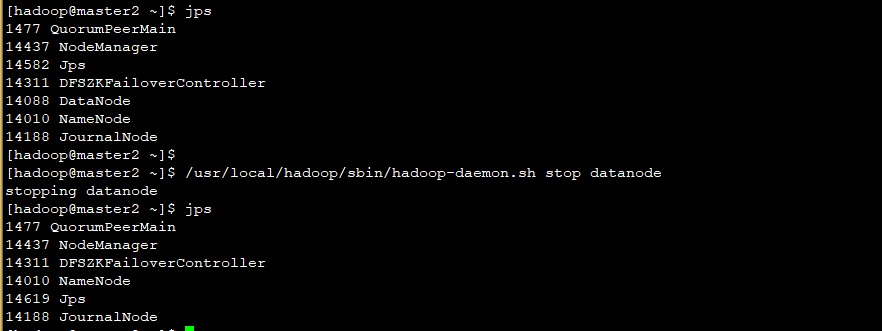 [hadoop@master2 ~]$ jps
1477 QuorumPeerMain
14437 NodeManager
14582 Jps
14311 DFSZKFailoverController
14088 DataNode
14010 NameNode
14188 JournalNode
[hadoop@master2 ~]$
[hadoop@master2 ~]$ /usr/local/hadoop/sbin/hadoop-daemon.sh stop datanode
stopping datanode
[hadoop@master2 ~]$ jps
1477 QuorumPeerMain
14437 NodeManager
14311 DFSZKFailoverController
14010 NameNode
14619 Jps
14188 JournalNode